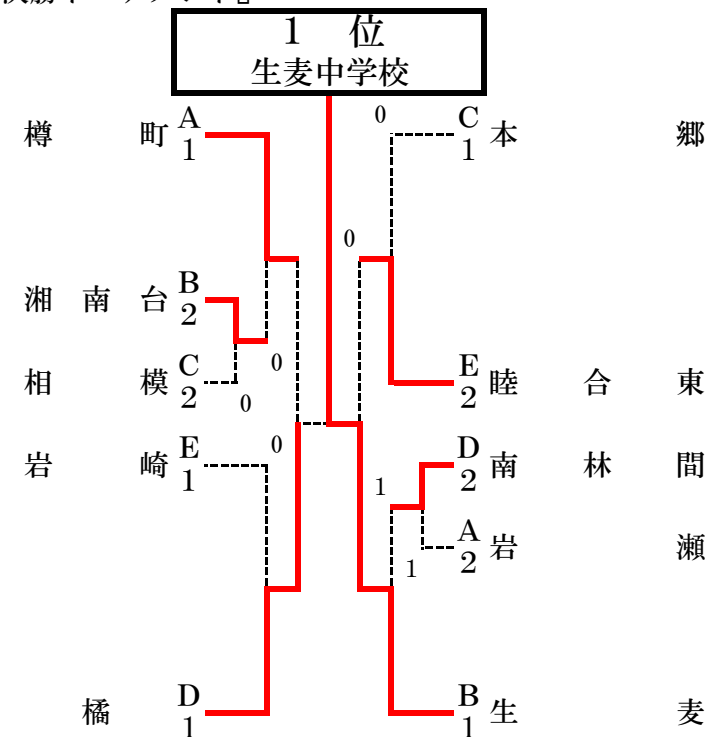 1 位
生麦中学校
樽 町 A 1
0 C 1 本 郷
0
湘 南 台 B 2
0
相 模 C 2
0
E 2 睦 合 東
岩 崎 E 1
0
1 D 2 南 林 間
1 A 2 岩 瀬
橘 D 1
B 1 生 麦